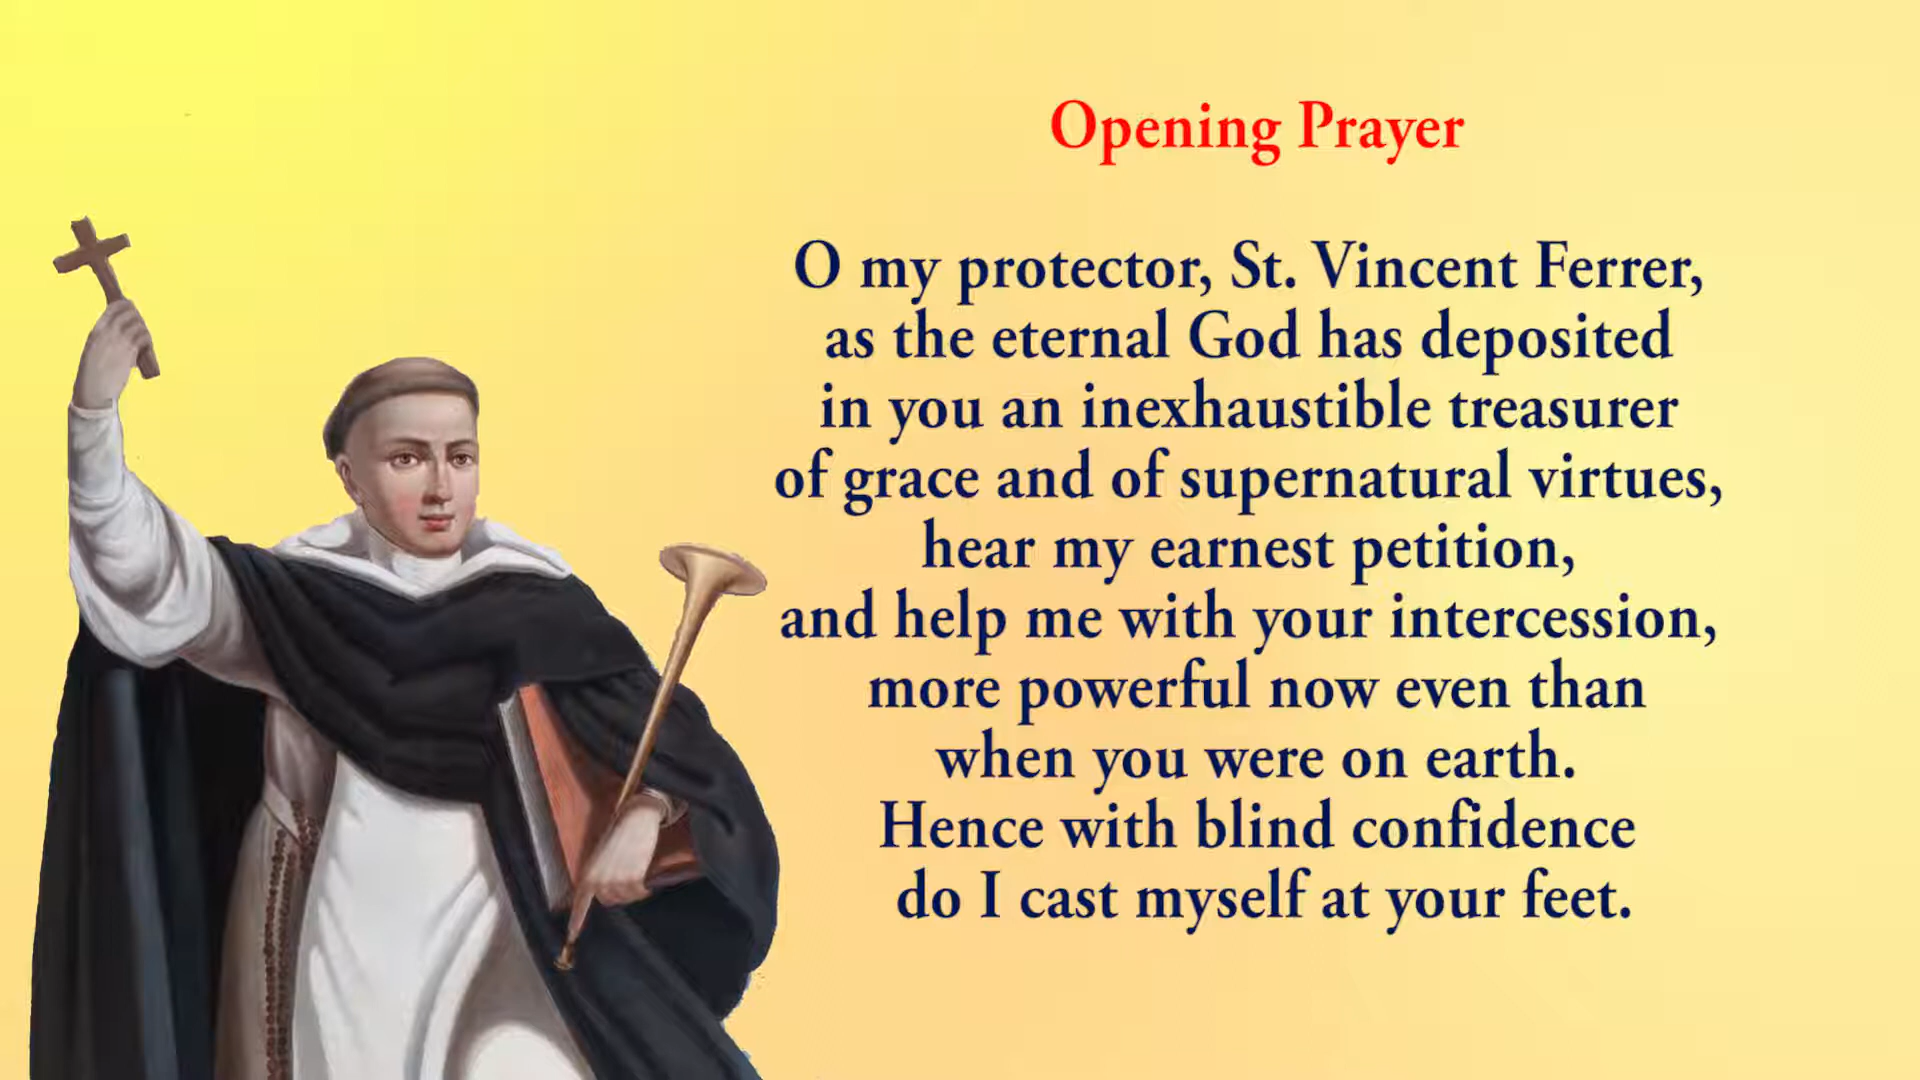 Opening Prayer
O my protector, St. Vincent Ferrer,
as the eternal God has deposited
in you an inexhaustible treasurer
of grace and of supernatural virtues,
hear my earnest petition,
and help me with your intercession,
more powerful now even than
when you were on earth.
Hence with blind confidence
do I cast myself at your feet.